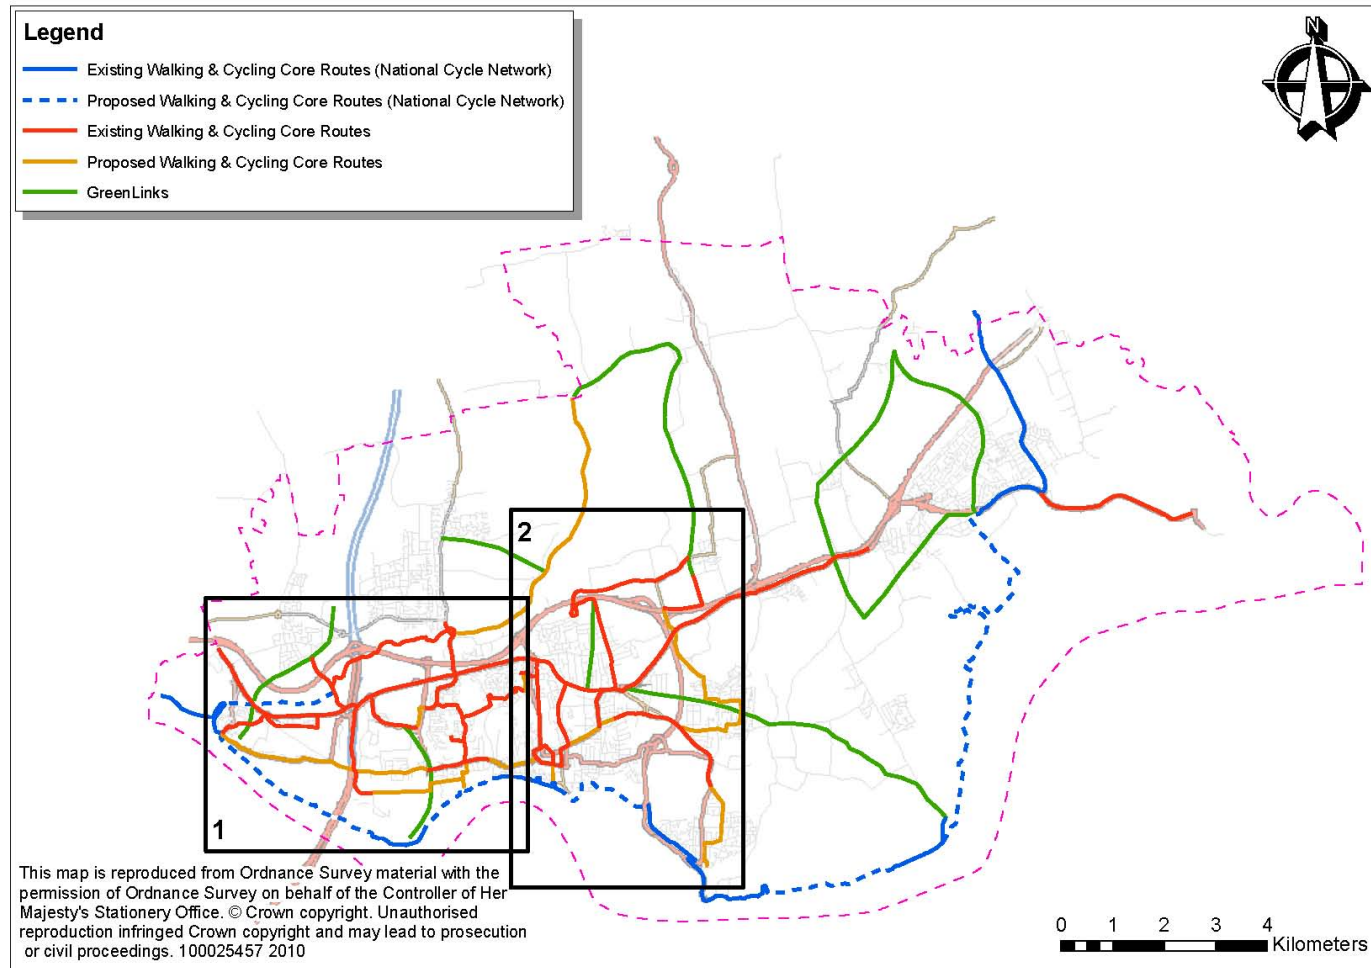 Legend
Existing Walking & Cycling Core Routes (National Cycle Network)
Proposed Walking & Cycling Core Routes (National Cycle Network)
Existing Walking & Cycling Core Routes
Proposed Walking & Cycling Core Routes
GreenLinks
N
2
1
This map is reproduced from Ordnance Survey material with the
permission of Ordnance Survey on behalf of the Controller of Her
Majesty's Stationery Office. © Crown copyright. Unauthorised
reproduction infringed Crown copyright and may lead to prosecution
or civil proceedings. 100025457 2010
0 1 2 3 4
Kilometers